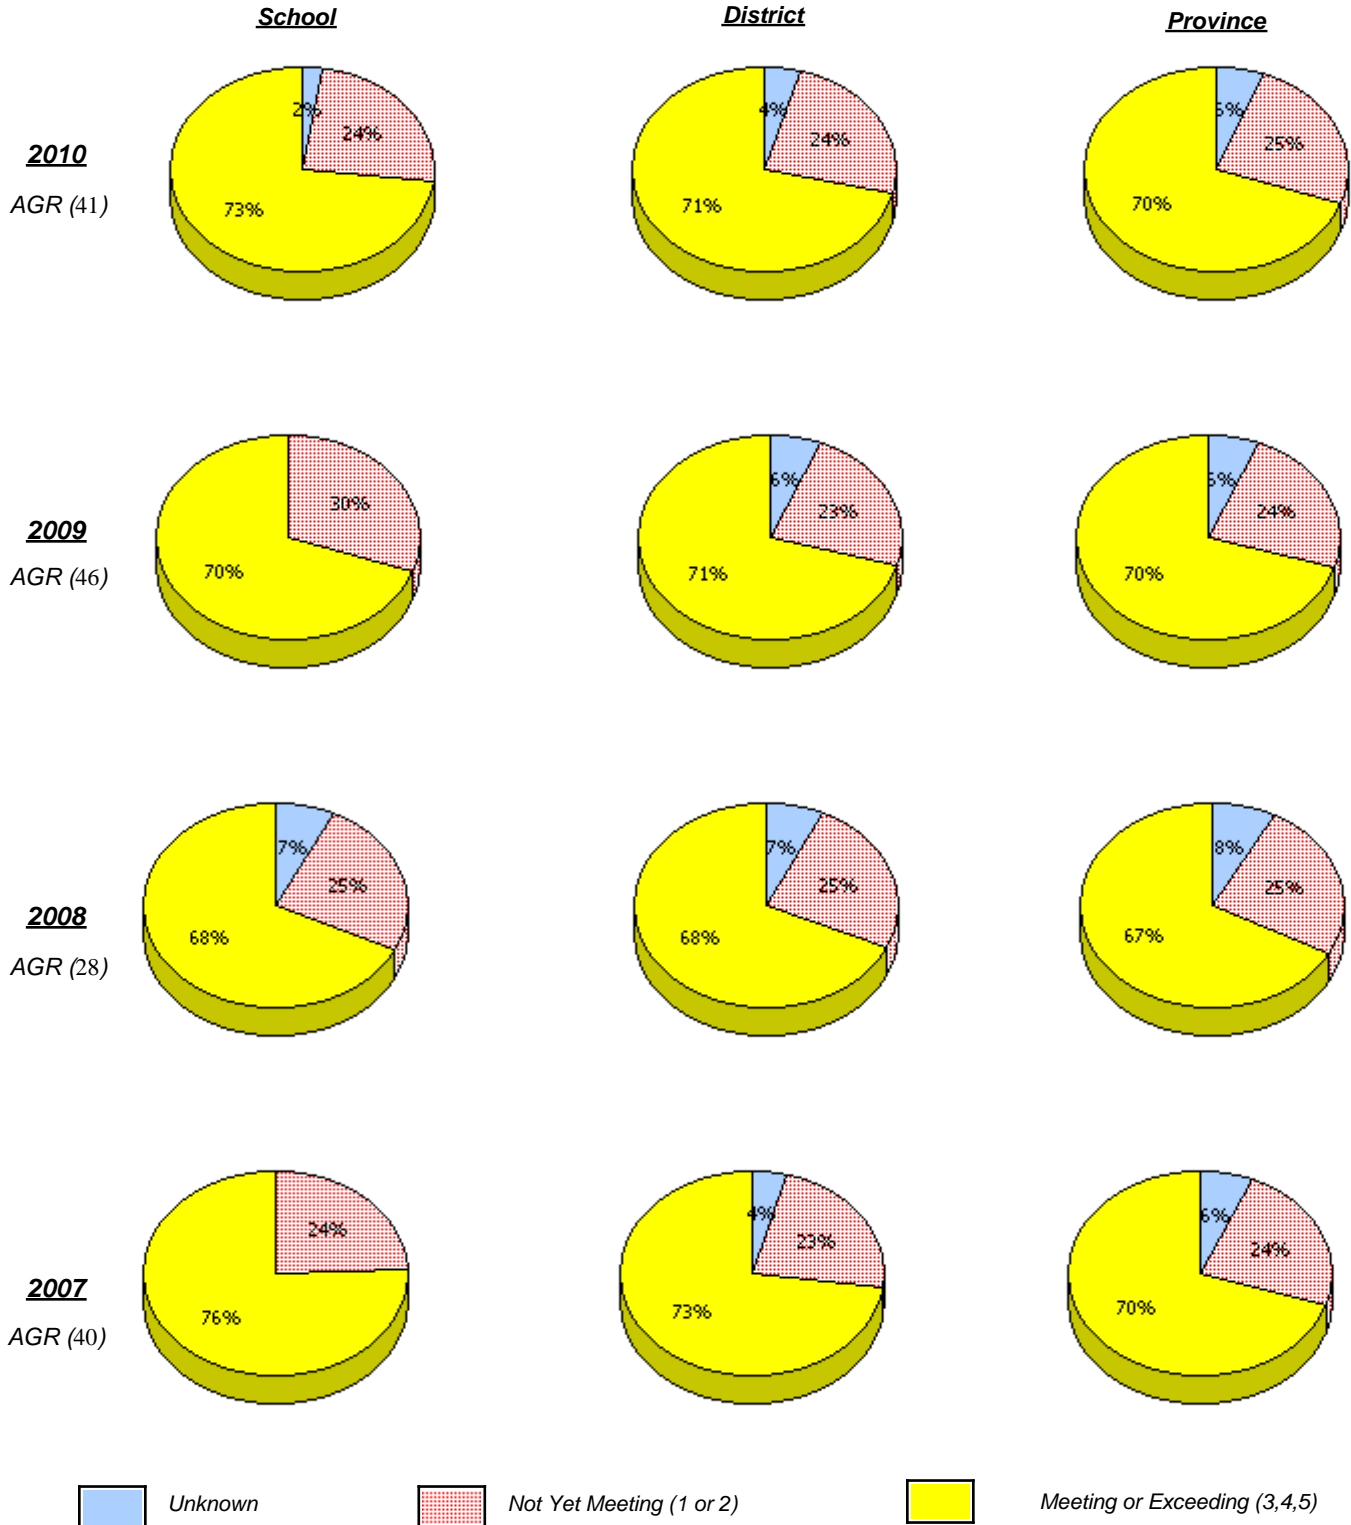 School District Province
2% 24% 4% 24% 25%
2010
AGR (41) 73% 71% 70%
30% 6% 23% 24%
2009
AGR (46) 70% 71% 70%
7% 25% 7% 25% 8% 25%
2008
68% 68% 67%
AGR (28)
24% 4% 23% 6% 24%
2007
76% 73% 70%
AGR (40)
Unknown Not Yet Meeting (1 or 2) Meeting or Exceeding (3,4,5)